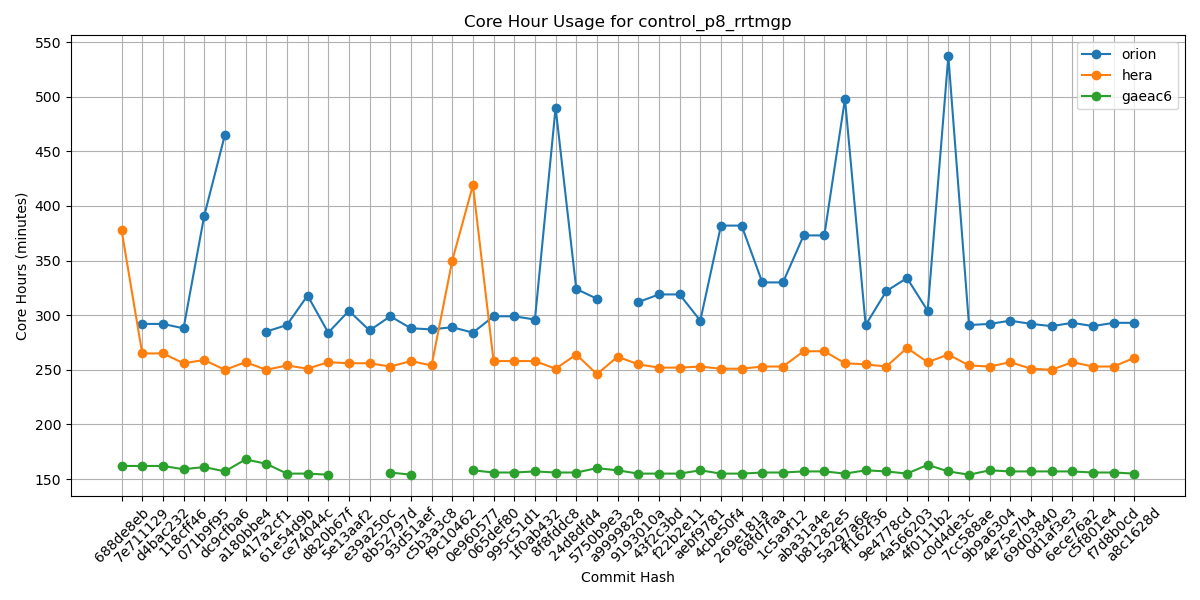 Core Hour Usage for control_p8_rrtmgp
orion
hera
gaeac6
Core Hours (minutes)
550
500
450
400
350
300
250
200
150
688de8eb
7e711129
d4bac232
118cff46
071b9f95
dc9cfba6
a180bbe4
417a2cf1
61e54d9b
ce74044c
d820b67f
5e13aaf2
e39a250c
8b52797d
93d51aef
c5b3a3c8
f9c10462
0e960577
065def80
995c51d1
1f0ab432
8f8fddc8
24d8dfd4
5750b9e3
a9999828
9193010a
43f253bd
f22b2e11
aebf9781
4cbe50f4
269e181a
68fd7faa
1c5a9f12
aba31a4e
b81282e5
5a297a6e
ff162f36
9e4778cd
4a566203
4f011b2
c0d4de3c
7cc588ae
9b9a6304
4e75e7b4
69d03840
0d1af3e3
6ece76a2
c5f801e4
f7d8b0cd
a8c1628d
Commit Hash